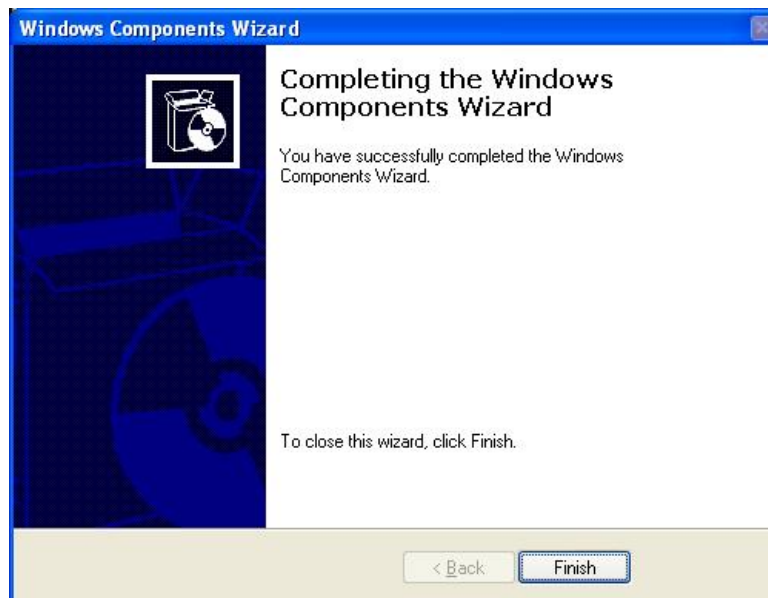 Windows Components Wizard
Completing the Windows
Components Wizard
You have successfully completed the Windows
Components Wizard.
To close this wizard, click Finish.
< Back
Finish